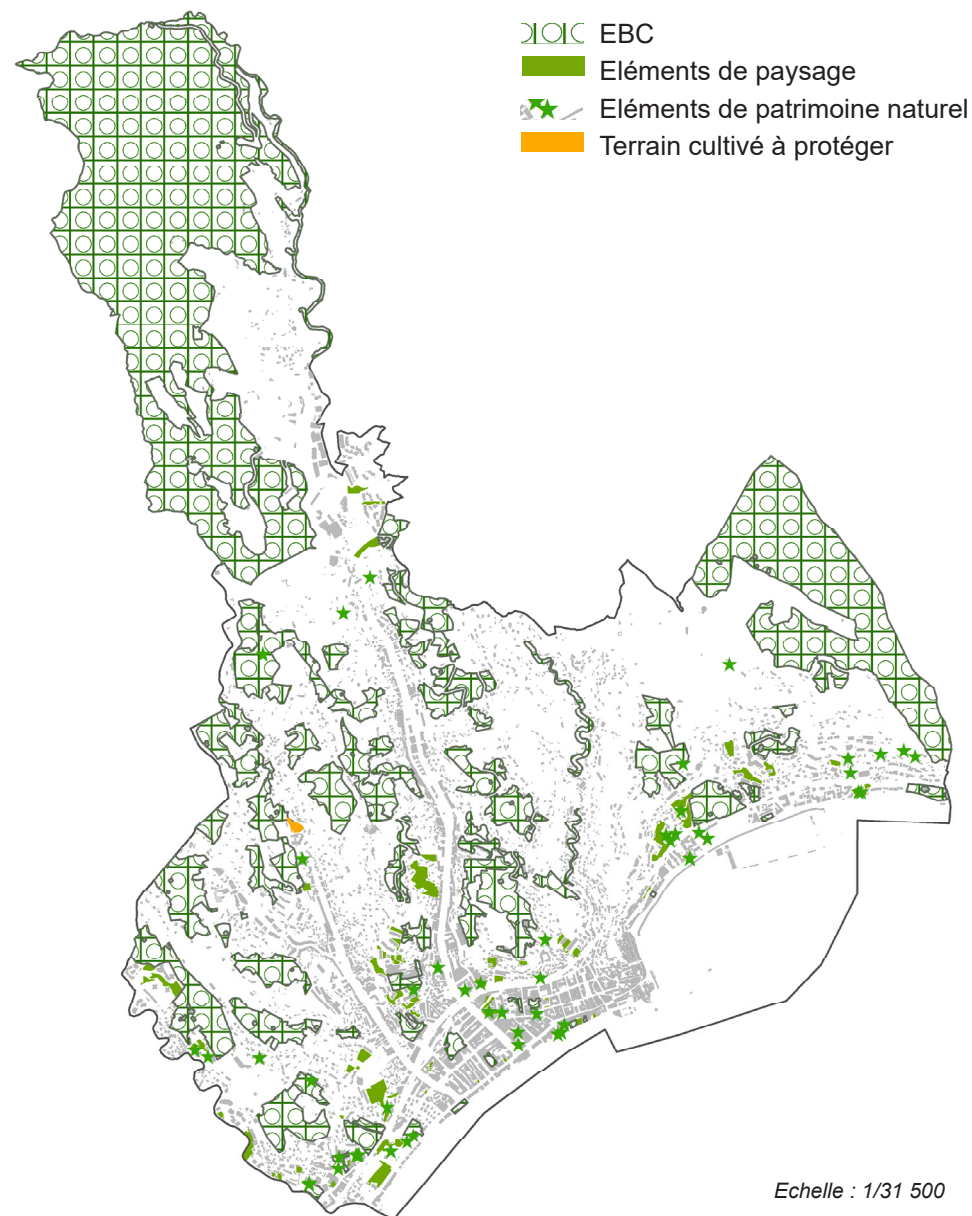 EBC
Eléments de paysage
Eléments de patrimoine naturel
Terrain cultivé à protéger
Echelle : 1/31 500